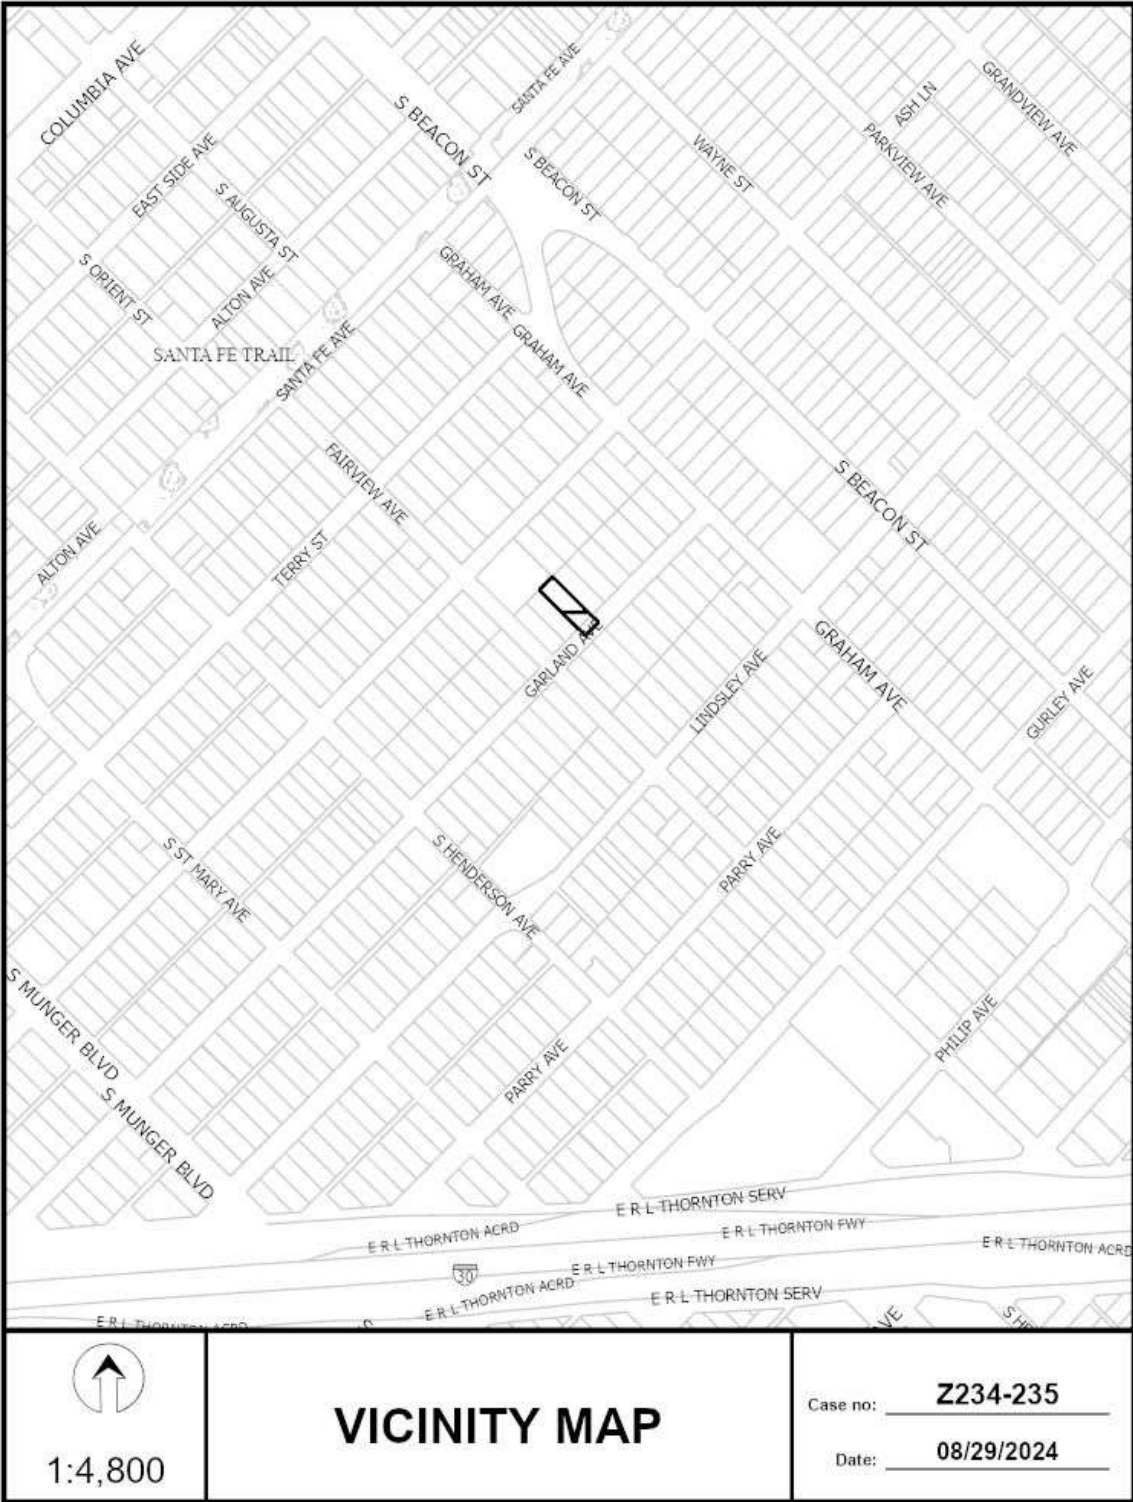 COLUMBIA AVE
SANTA FE AVE
S BEACON ST
GRANDVIEW AVE
ASH LN
PARKVIEW AVE
EAST SIDE AVE
WAYNE ST
S BEACON ST
S AUGUSTA ST
S ORIENT ST
ALTON AVE
GRAHAM AVE
SANTA FE TRAIL
SANTA FE AVE
GRAHAM AVE
FAIRVIEW AVE
S BEACON ST
ALTON AVE
TERRY ST
GARLAND AVE
GRAHAM AVE
LINDSLEY AVE
GURLEY AVE
S ST MARY AVE
S HENDERSON AVE
PARRY AVE
S MUNGER BLVD
PHILIP AVE
PARRY AVE
S MUNGER BLVD
E R L THORNTON SERV
E R L THORNTON ACRD
E R L THORNTON FWY
E R L THORNTON ACRD
30
E R L THORNTON FWY
E R L THORNTON ACRD
E R L THORNTON SERV
E R L THORNTON ACRD
VE
1:4,800
VICINITY MAP
Case no: Z234-235
Date: 08/29/2024